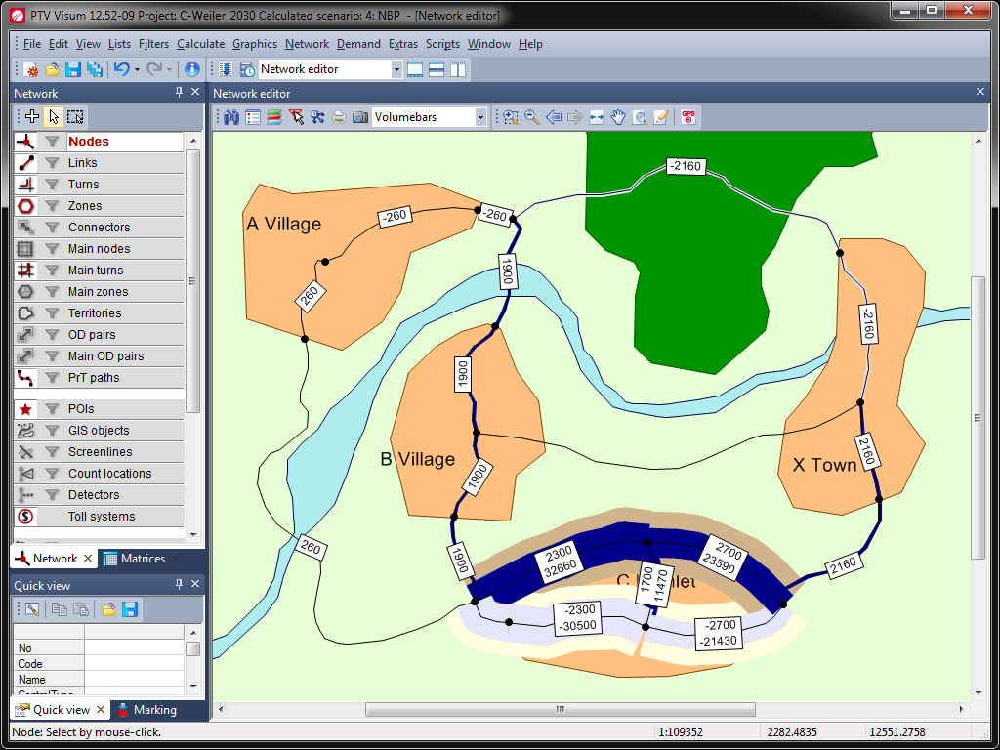 PTV Visum 12.52-09 Project: C-Weiler_2030 Calculated scenario: 4: NBP - [Network editor]
File Edit View Lists Filters Calculate Graphics Network Demand Extras Scripts Window Help
Network editor
Network
Network editor
Volumebars
GPS
Nodes
Links
Turns
Zones
Connectors
Main nodes
Main turns
Main zones
Territories
OD pairs
Main OD pairs
PrT paths
POIs
GIS objects
Screenlines
Count locations
Detectors
Toll systems
Network
Matrices
Quick view
No
Code
Name
Quick view
Marking
-2160
A Village
-260
-260
260
1900
-2160
1900
B Village
1900
X Town
2160
260
1900
2300
32660
2700
23590
2160
1700
11470
-2300
-30500
-2700
-21430
Node: Select by mouse-click.
1:109352
2282.4835
12551.2758